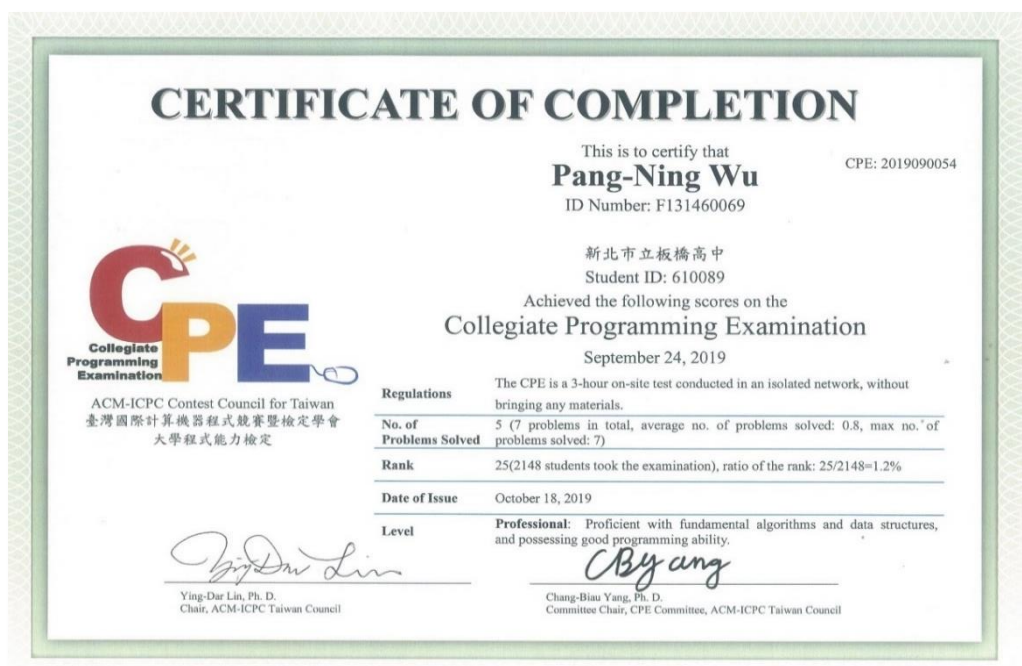 CERTIFICATE OF COMPLETION
This is to certify that
Pang-Ning Wu
CPE: 2019090054
ID Number: F131460069
新北市立板橋高中
Student ID: 610089
Achieved the following scores on the
Collegiate Programming Examination
September 24, 2019
CPE
Collegiate
Programming
Examination
ACM-ICPC Contest Council for Taiwan
臺灣國際計算機器程式競賽暨檢定學會
大學程式能力檢定
Regulations
The CPE is a 3-hour on-site test conducted in an isolated network, without
bringing any materials.
No. of
Problems Solved
5 (7 problems in total, average no. of problems solved: 0.8, max no. of
problems solved: 7)
Rank
25(2148 students took the examination), ratio of the rank: 25/2148=1.2%
Date of Issue
October 18, 2019
Level
Professional: Proficient with fundamental algorithms and data structures,
and possessing good programming ability.
Ying-Dar Lin
CB Yang
Ying-Dar Lin, Ph. D.
Chair, ACM-ICPC Taiwan Council
Chang-Biau Yang, Ph. D.
Committee Chair, CPE Committee, ACM-ICPC Taiwan Council